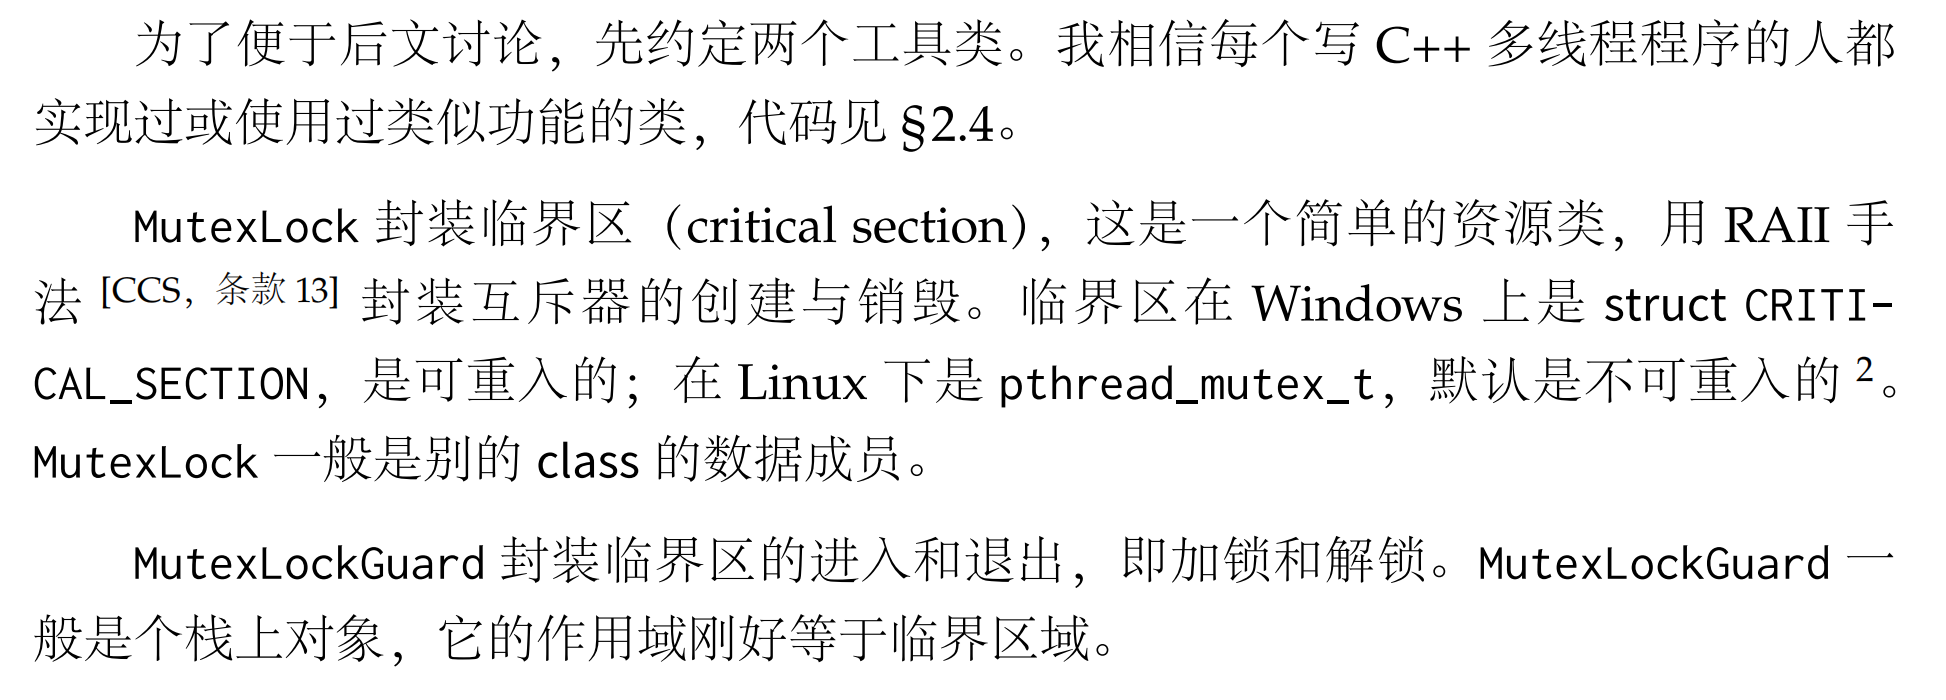 为了便于后文讨论，先约定两个工具类。我相信每个写 C++ 多线程程序的人都
实现过或使用过类似功能的类，代码见 §2.4。
MutexLock 封装临界区（critical section），这是一个简单的资源类，用 RAII 手
法 [CCS，条款 13] 封装互斥器的创建与销毁。临界区在 Windows 上是 struct CRITI-
CAL_SECTION，是可重入的；在 Linux 下是 pthread_mutex_t，默认是不可重入的 2。
MutexLock 一般是别的 class 的数据成员。
MutexLockGuard 封装临界区的进入和退出，即加锁和解锁。MutexLockGuard 一
般是个栈上对象，它的作用域刚好等于临界区域。